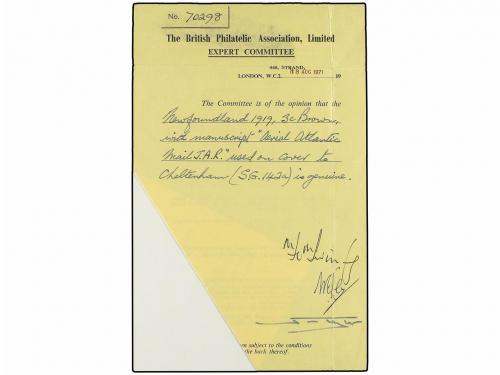 No. 70298
The British Philatelic Association, Limited
EXPERT COMMITTEE
446, STRAND,
LONDON, W.C.2. 18 AUG 1971 19
The Committee is of the opinion that the
Newfoundland 1919, 3c Brown
with manuscript "Aerial Atlantic
Mail J.A.R." used on cover to
Cheltenham (S.G. 142a) is genuine.
subject to the conditions
the back thereof.